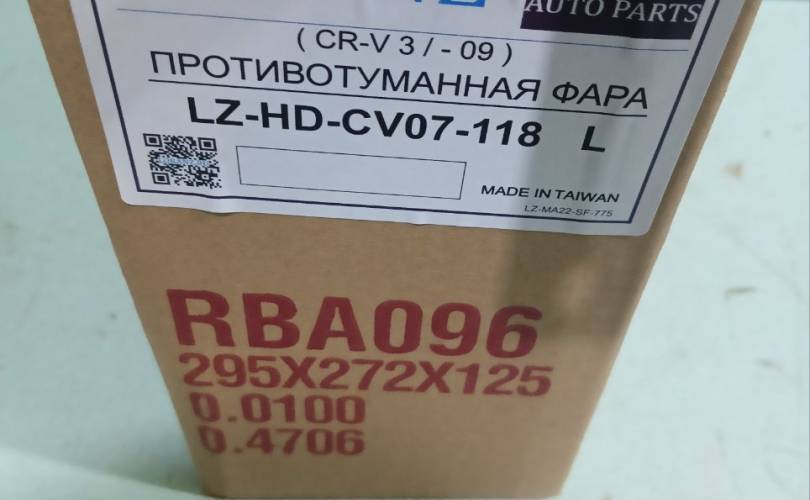 AUTO PARTS
( CR-V 3 / - 09 )
ПРОТИВОТУМАННАЯ ФАРА
LZ-HD-CV07-118 L
MADE IN TAIWAN
LZ-MA22-SF-775
RBA096
295X272X125
0.0100
0.4706